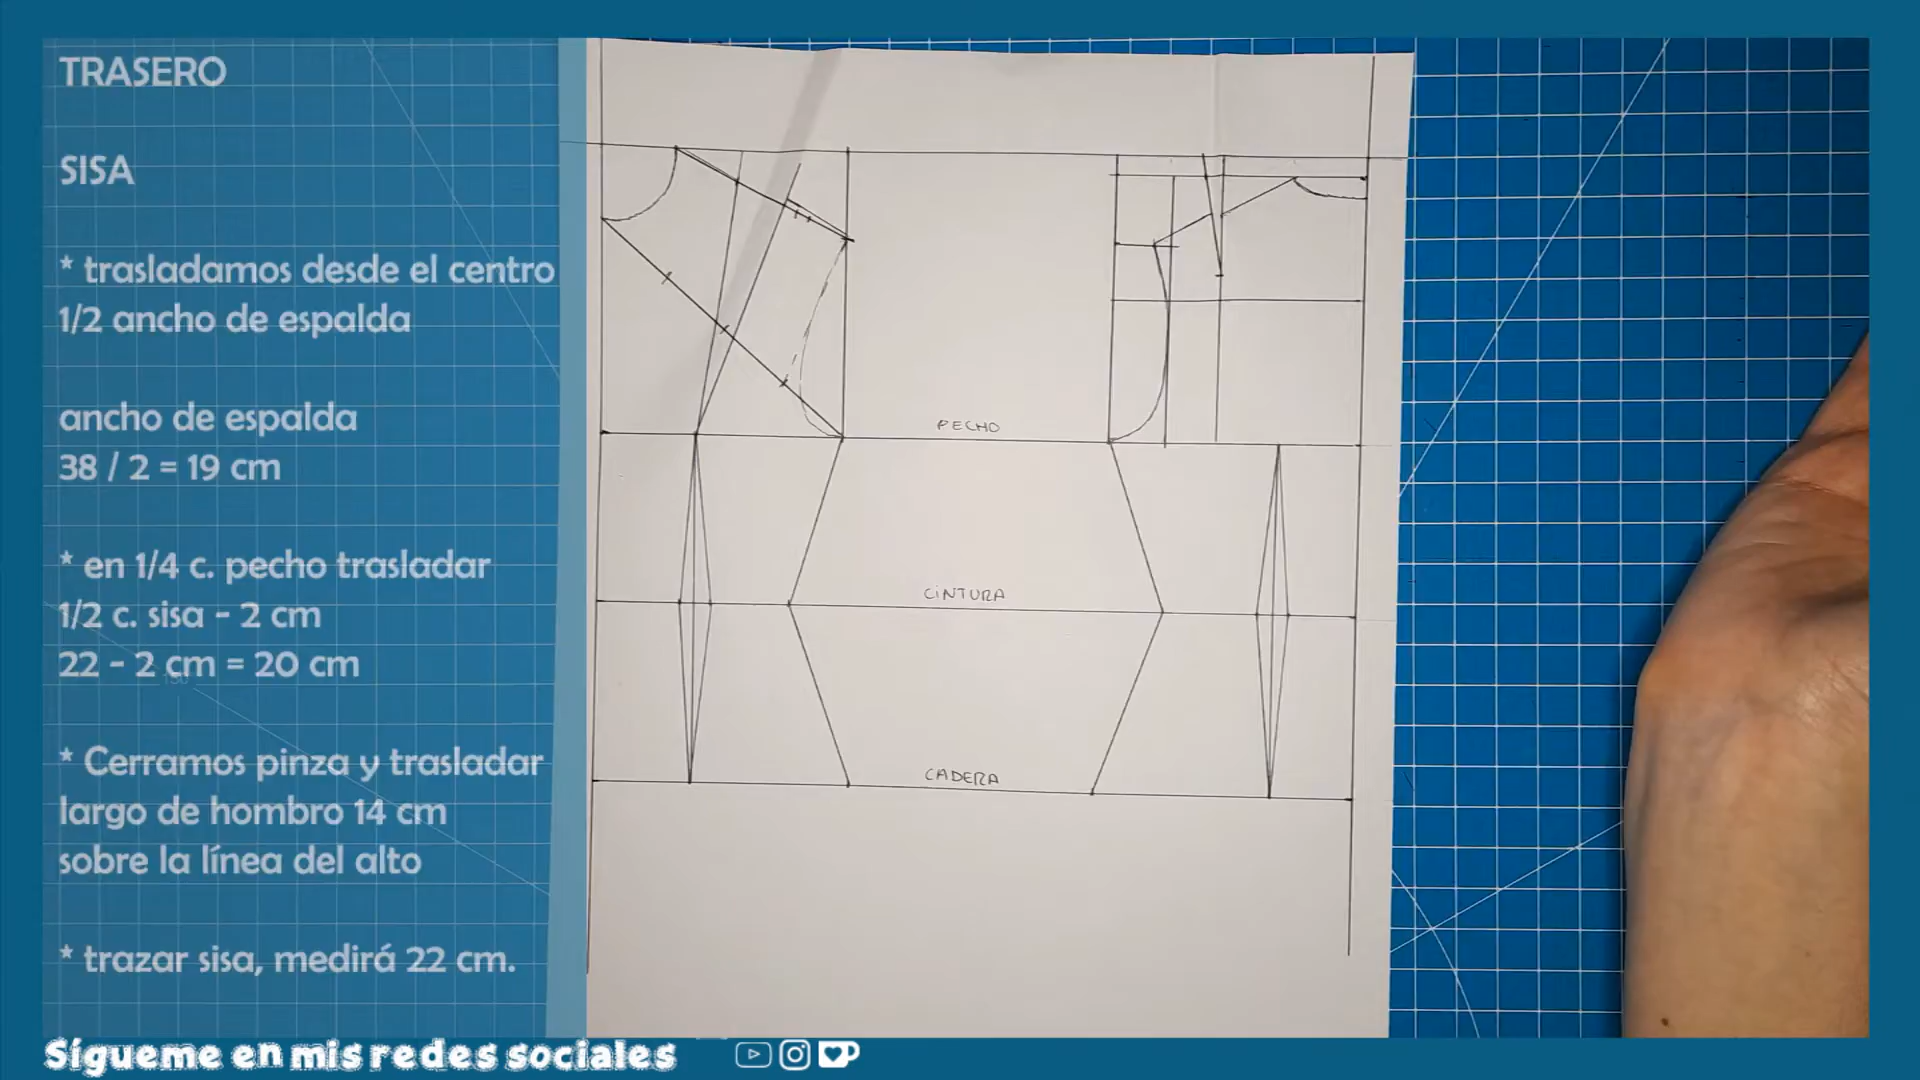 TRASERO
SISA
* trasladamos desde el centro
1/2 ancho de espalda
ancho de espalda
38 / 2 = 19 cm
* en 1/4 c. pecho trasladar
1/2 c. sisa - 2 cm
22 - 2 cm = 20 cm
* Cerramos pinza y trasladar
largo de hombro 14 cm
sobre la línea del alto
* trazar sisa, medirá 22 cm.
PECHO
CiNTURA
CADERA
Sígueme en mis redes sociales